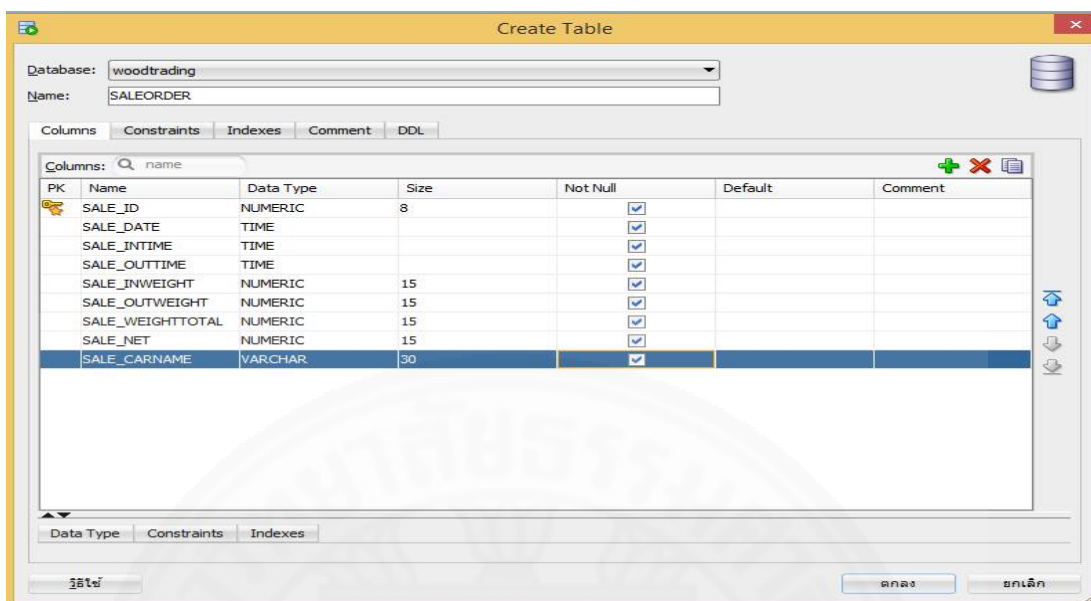 Create Table
Database: woodtrading
Name: SALEORDER
Columns Constraints Indexes Comment DDL
Columns: name
PK Name Data Type Size Not Null Default Comment
SALE_ID NUMERIC 8
SALE_DATE TIME
SALE_INTIME TIME
SALE_OUTTIME TIME
SALE_INWEIGHT NUMERIC 15
SALE_OUTWEIGHT NUMERIC 15
SALE_WEIGHTTOTAL NUMERIC 15
SALE_NET NUMERIC 15
SALE_CARNAME VARCHAR 30
Data Type Constraints Indexes
วิธีใช้ ตกลง ยกเลิก